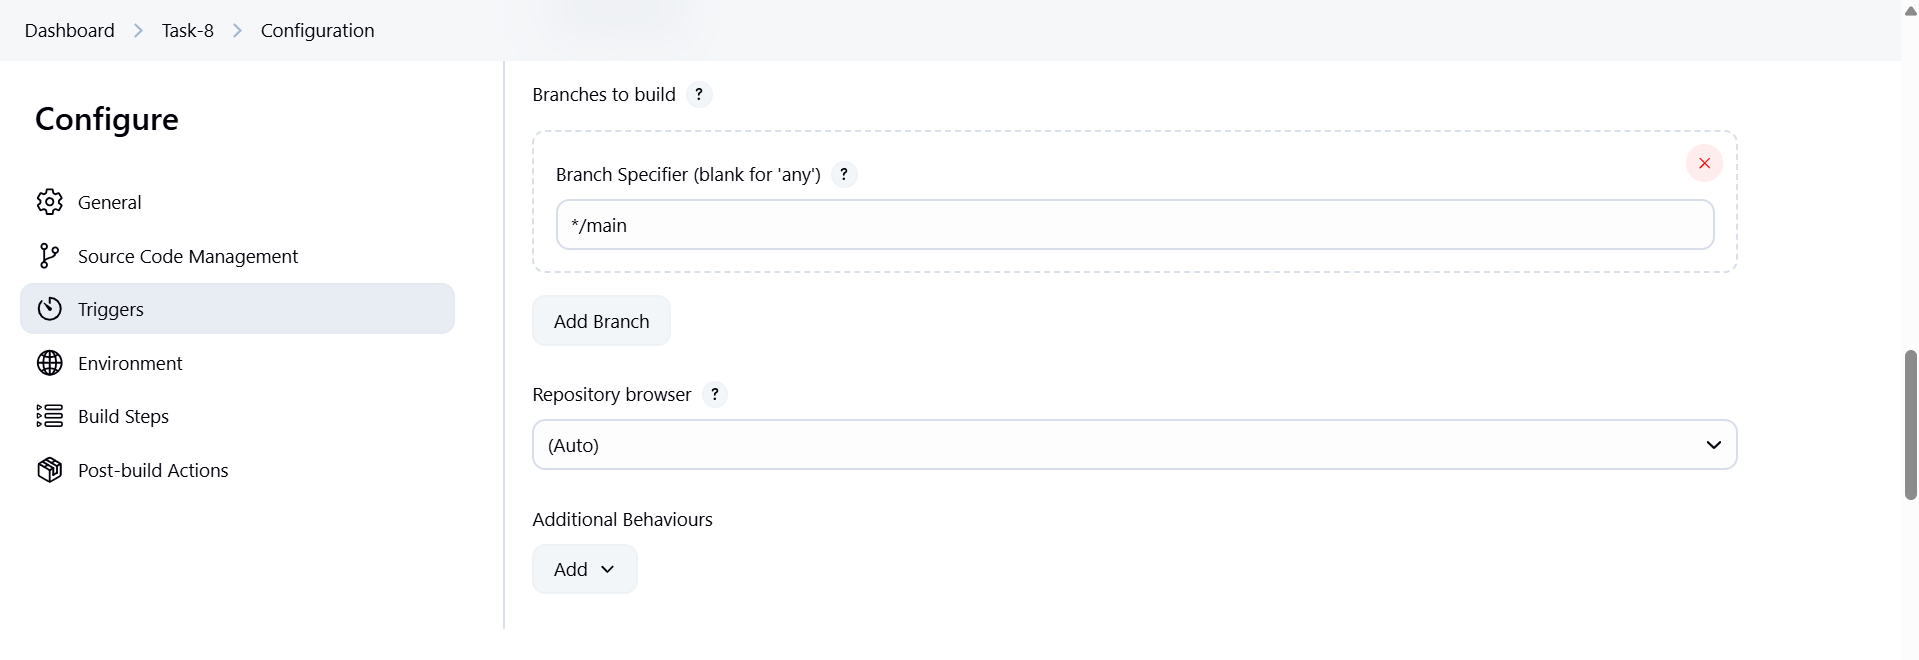 Dashboard > Task-8 > Configuration
Configure
General
Source Code Management
Triggers
Environment
Build Steps
Post-build Actions
Branches to build ?
Branch Specifier (blank for 'any') ?
*/main
Add Branch
Repository browser ?
(Auto)
Additional Behaviours
Add